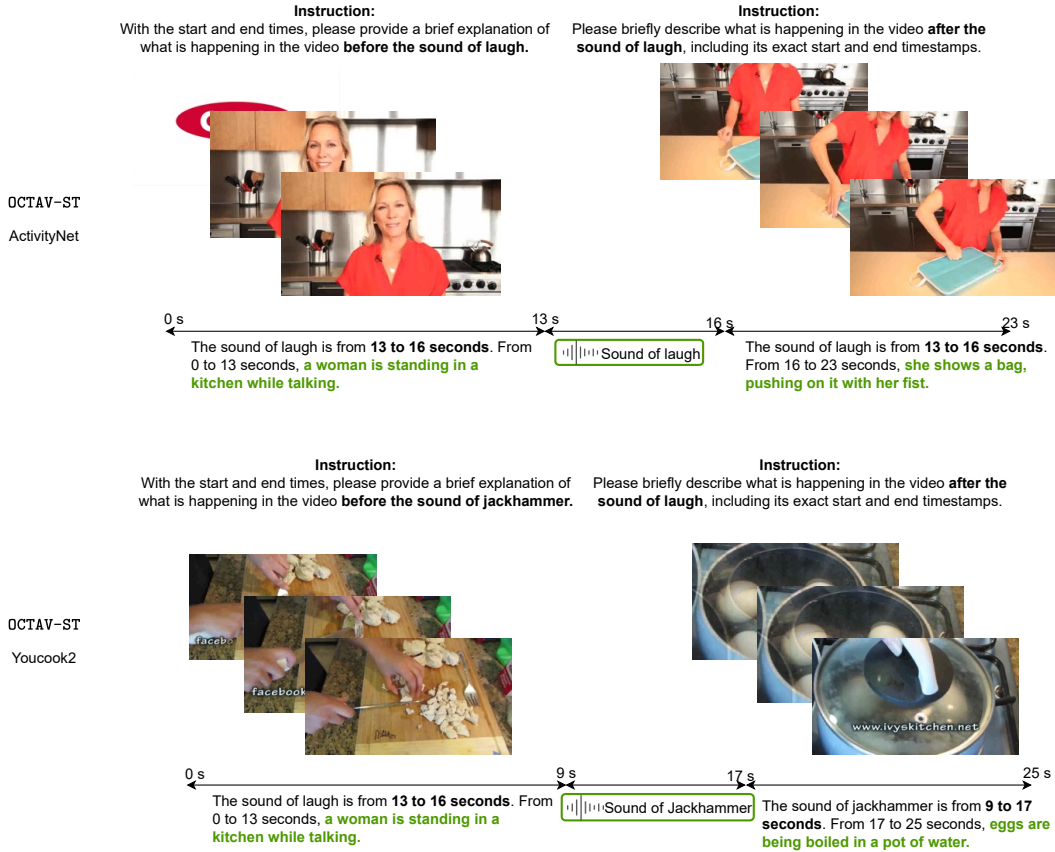 Instruction:
With the start and end times, please provide a brief explanation of
what is happening in the video before the sound of laugh.
Instruction:
Please briefly describe what is happening in the video after the
sound of laugh, including its exact start and end timestamps.
OCTAV-ST
ActivityNet
0 s
13 s
16 s
23 s
The sound of laugh is from 13 to 16 seconds. From
0 to 13 seconds, a woman is standing in a
kitchen while talking.
Sound of laugh
The sound of laugh is from 13 to 16 seconds.
From 16 to 23 seconds, she shows a bag,
pushing on it with her fist.
Instruction:
With the start and end times, please provide a brief explanation of
what is happening in the video before the sound of jackhammer.
Instruction:
Please briefly describe what is happening in the video after the
sound of laugh, including its exact start and end timestamps.
OCTAV-ST
Youcook2
faceb
facebook
www.ivyskitchen.net
0 s
9 s
17 s
25 s
The sound of laugh is from 13 to 16 seconds. From
0 to 13 seconds, a woman is standing in a
kitchen while talking.
Sound of Jackhammer
The sound of jackhammer is from 9 to 17
seconds. From 17 to 25 seconds, eggs are
being boiled in a pot of water.